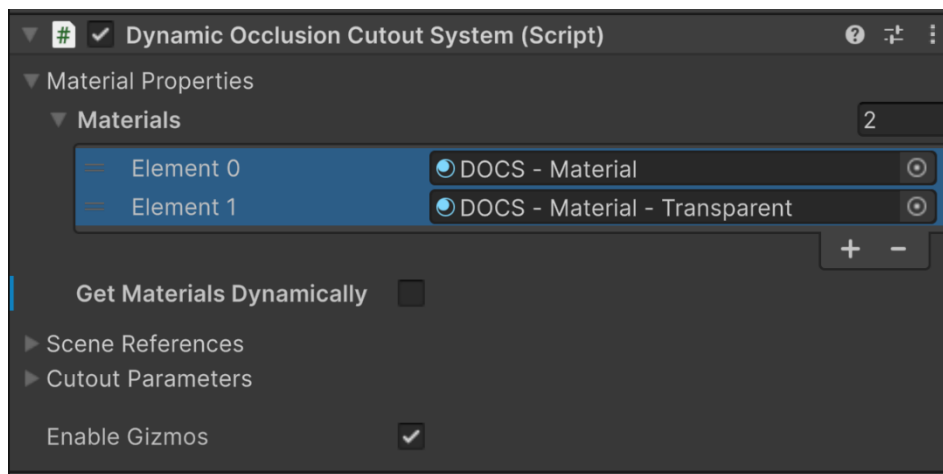 # Dynamic Occlusion Cutout System (Script)
Material Properties
Materials 2
Element 0 DOCS - Material
Element 1 DOCS - Material - Transparent
+ -
Get Materials Dynamically
Scene References
Cutout Parameters
Enable Gizmos